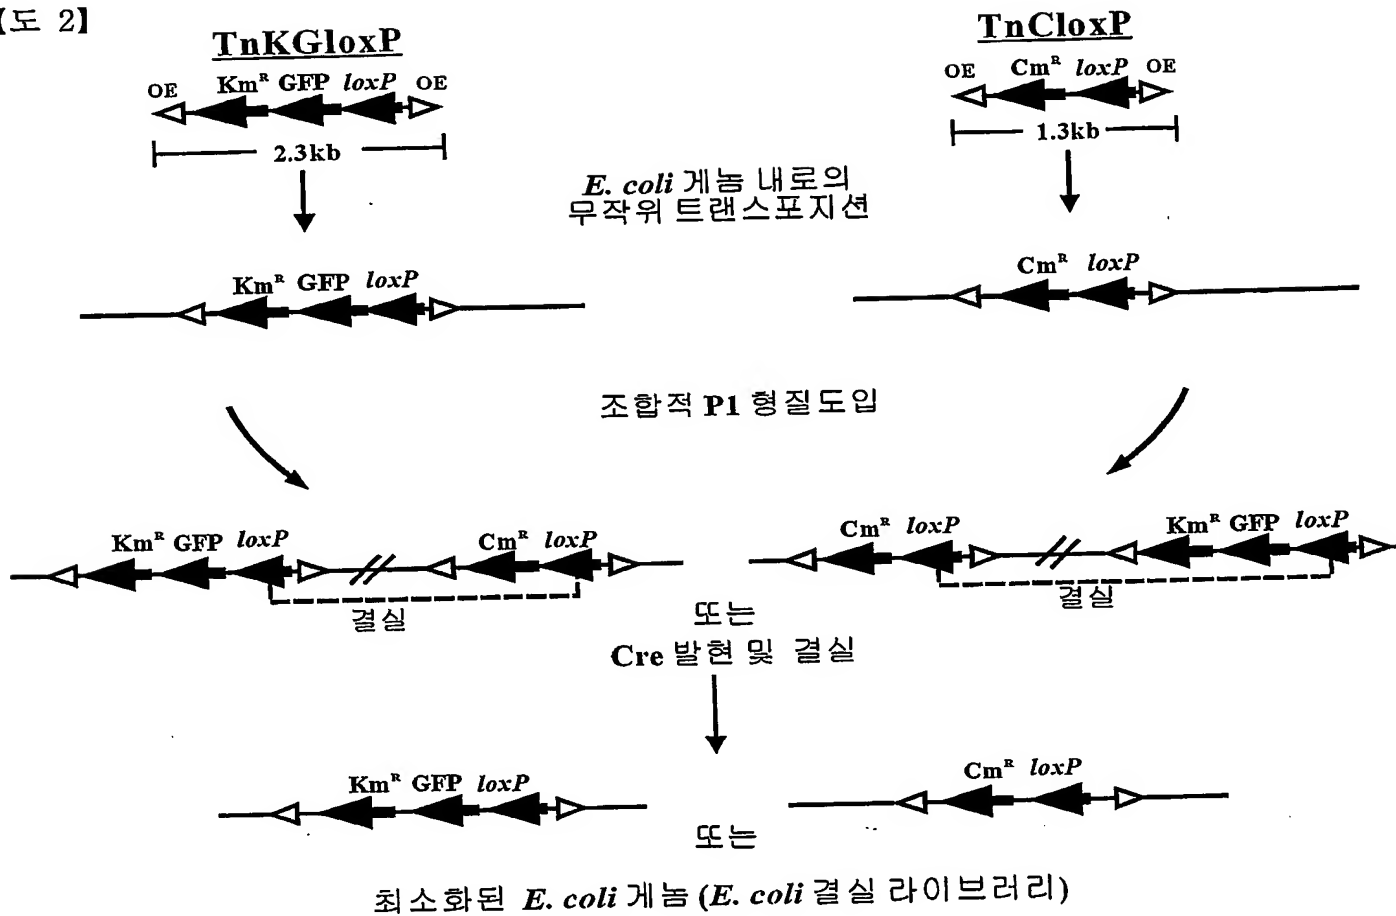 【도 2】
TnKGloxP
TnCloxP
OE Kmᴿ GFP loxP OE
OE Cmᴿ loxP OE
2.3kb
1.3kb
E. coli 게놈 내로의
무작위 트랜스포지션
Kmᴿ GFP loxP
Cmᴿ loxP
조합적 P1 형질도입
Kmᴿ GFP loxP
Cmᴿ loxP
Cmᴿ loxP
Kmᴿ GFP loxP
결실
결실
또는
Cre 발현 및 결실
Kmᴿ GFP loxP
Cmᴿ loxP
또는
최소화된 E. coli 게놈 (E. coli 결실 라이브러리)